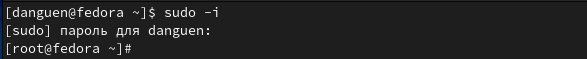 [danguen@fedora ~]$ sudo -i
[sudo] пароль для danguen:
[root@fedora ~]#